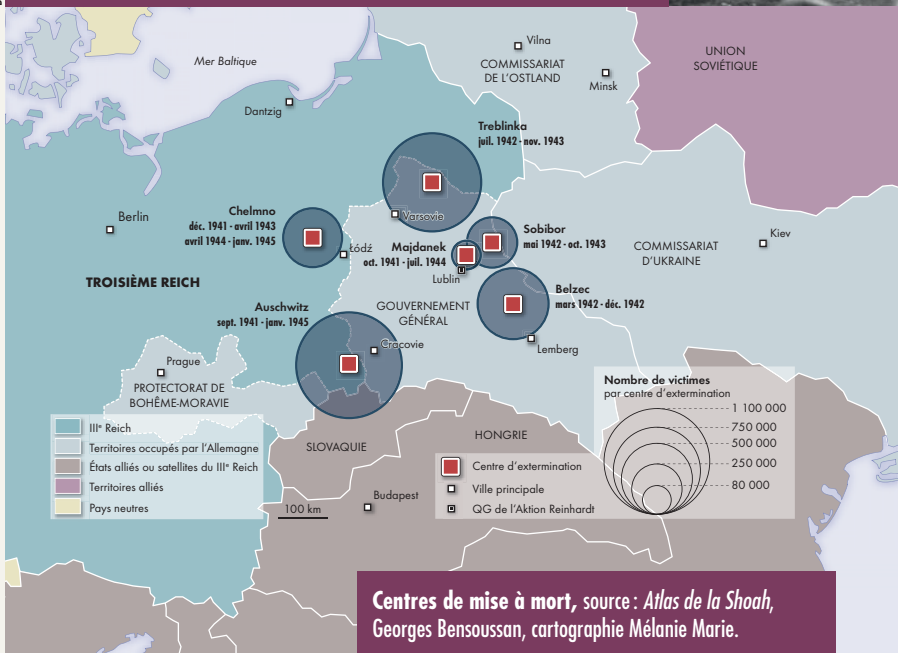 Mer Baltique
Vilna
COMMISSARIAT
DE L'OSTLAND
UNION
SOVIÉTIQUE
Minsk
Dantzig
Treblinka
juil. 1942 - nov. 1943
Berlin
Chelmno
déc. 1941 - avril 1943
avril 1944 - janv. 1945
Varsovie
Łódź
Majdanek
oct. 1941 - juil. 1944
Sobibor
mai 1942 - oct. 1943
Kiev
COMMISSARIAT
D'UKRAINE
Lublin
TROISIÈME REICH
Belzec
mars 1942 - déc. 1942
GOUVERNEMENT
GÉNÉRAL
Auschwitz
sept. 1941 - janv. 1945
Cracovie
Lemberg
Prague
PROTECTORAT DE
BOHÊME-MORAVIE
Nombre de victimes
par centre d'extermination
1 100 000
750 000
500 000
250 000
80 000
IIIe Reich
Territoires occupés par l'Allemagne
États alliés ou satellites du IIIe Reich
Territoires alliés
Pays neutres
SLOVAQUIE
HONGRIE
Budapest
100 km
Centre d'extermination
Ville principale
QG de l'Aktion Reinhardt
Centres de mise à mort, source : Atlas de la Shoah,
Georges Bensoussan, cartographie Mélanie Marie.